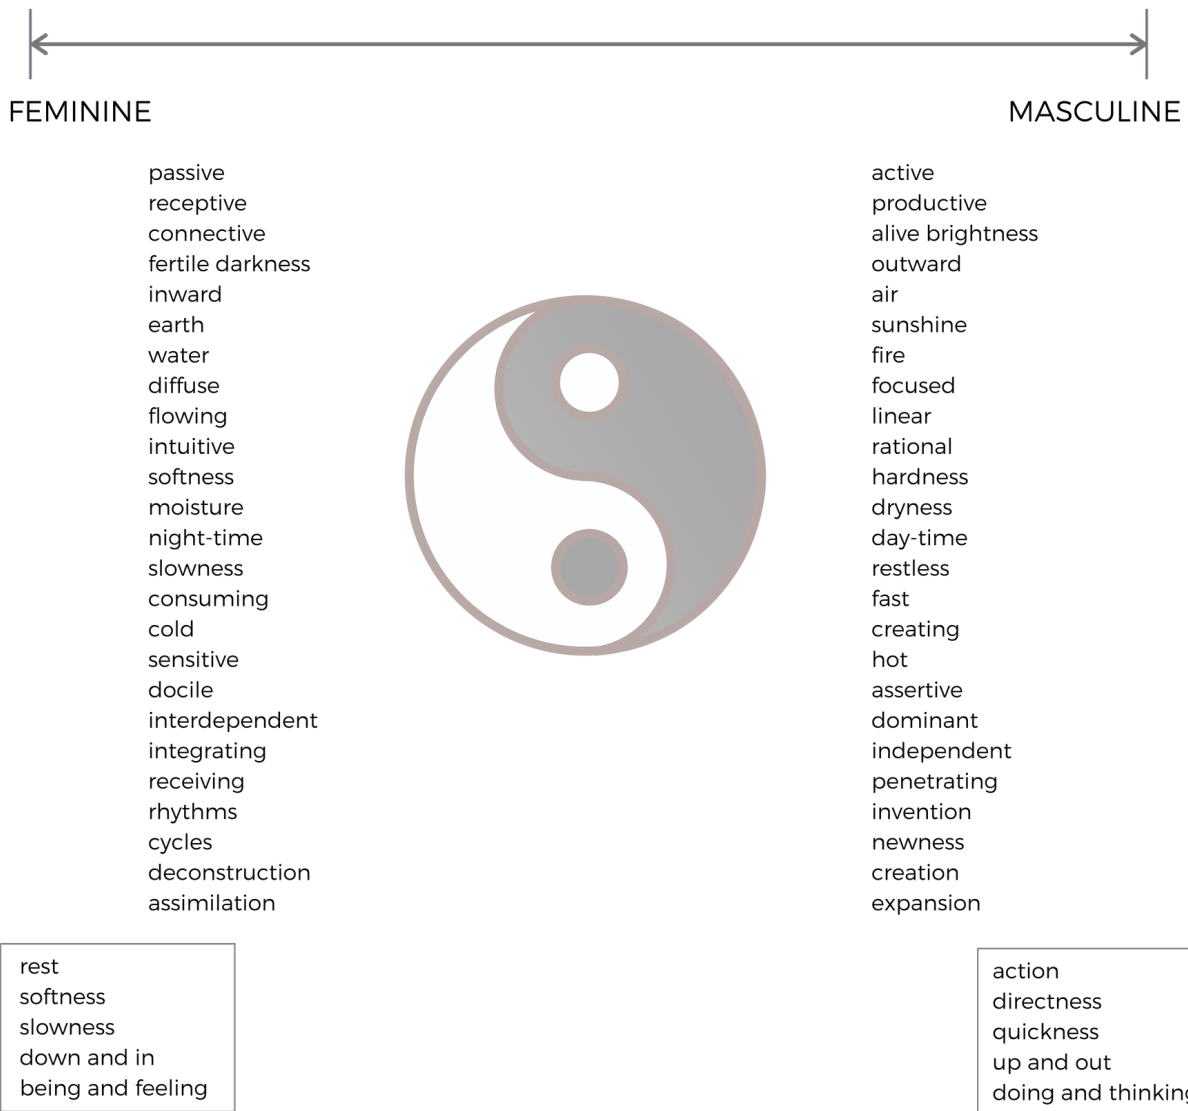 FEMININE
MASCULINE
passive
receptive
connective
fertile darkness
inward
earth
water
diffuse
flowing
intuitive
softness
moisture
night-time
slowness
consuming
cold
sensitive
docile
interdependent
integrating
receiving
rhythms
cycles
deconstruction
assimilation
active
productive
alive brightness
outward
air
sunshine
fire
focused
linear
rational
hardness
dryness
day-time
restless
fast
creating
hot
assertive
dominant
independent
penetrating
invention
newness
creation
expansion
rest
softness
slowness
down and in
being and feeling
action
directness
quickness
up and out
doing and thinking